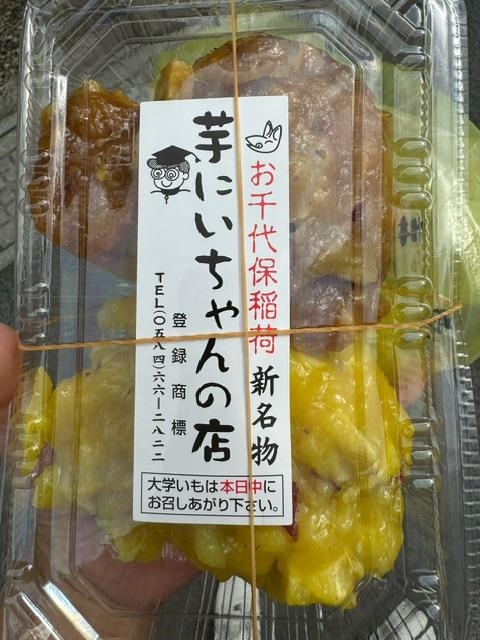 お千代保稲荷 新名物
芋にいちゃんの店
登録商標
TEL(〇五八四)六六ー二八二二
大学いもは本日中に
お召しあがり下さい。